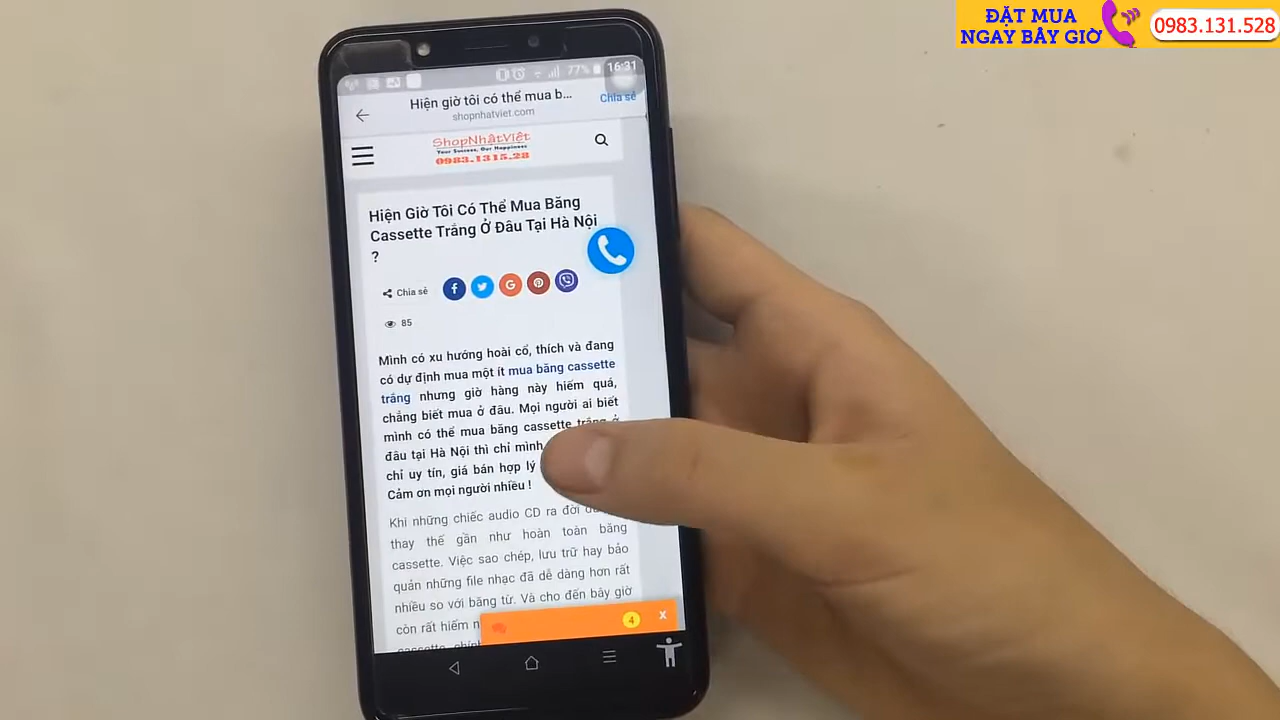 ĐẶT MUA
NGAY BÂY GIỜ
0983.131.528
77%
16:31
Hiện giờ tôi có thể mua b...
shopnhatviet.com
Chia sẻ
ShopNhậtViệt
Your Success, Our Happiness
0983.1315.28
Hiện Giờ Tôi Có Thể Mua Băng
Cassette Trắng Ở Đâu Tại Hà Nội
?
Chia sẻ
85
Mình có xu hướng hoài cổ, thích và đang
có dự định mua một ít mua băng cassette
trắng nhưng giờ hàng này hiếm quá,
chẳng biết mua ở đâu. Mọi người ai biết
mình có thể mua băng cassette trắng ở
đâu tại Hà Nội thì chỉ mình
chỉ uy tín, giá bán hợp lý
Cảm ơn mọi người nhiều !
Khi những chiếc audio CD ra đời
thay thế gần như hoàn toàn băng
cassette. Việc sao chép, lưu trữ hay bảo
quản những file nhạc đã dễ dàng hơn rất
nhiều so với băng từ. Và cho đến bây giờ
còn rất hiếm
4
x
cassette